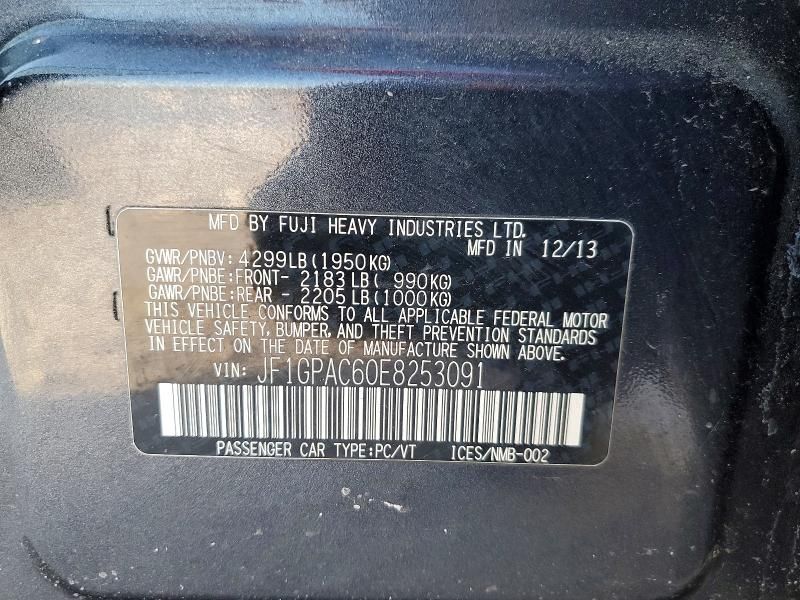 MFD BY FUJI HEAVY INDUSTRIES LTD.
MFD IN 12/13
GVWR/PNBV: 4299LB (1950KG)
GAWR/PNBE: FRONT- 2183 LB ( 990KG)
GAWR/PNBE: REAR - 2205 LB (1000KG)
THIS VEHICLE CONFORMS TO ALL APPLICABLE FEDERAL MOTOR
VEHICLE SAFETY, BUMPER, AND THEFT PREVENTION STANDARDS
IN EFFECT ON THE DATE OF MANUFACTURE SHOWN ABOVE.
VIN: JF1GPAC60E8253091
PASSENGER CAR TYPE:PC/VT ICES/NMB-002